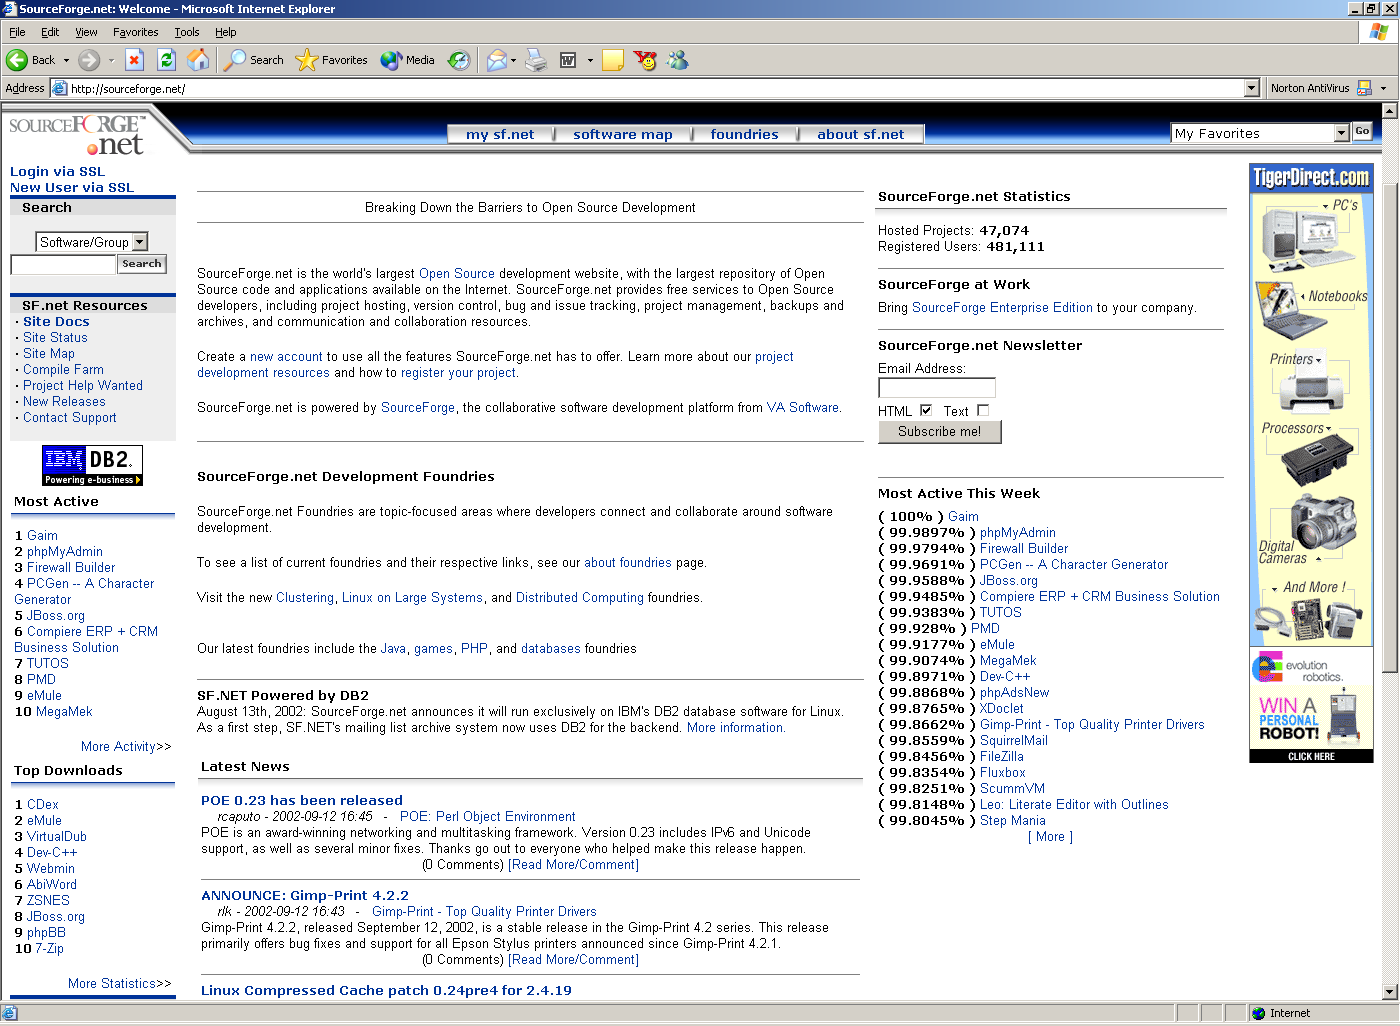 SourceForge.net: Welcome - Microsoft Internet Explorer
File Edit View Favorites Tools Help
Back Search Favorites Media
Address http://sourceforge.net/ Norton AntiVirus
SOURCEFORGE™
.net
my sf.net software map foundries about sf.net
My Favorites Go
Login via SSL
New User via SSL
Search
Software/Group
Search
SF.net Resources
· Site Docs
· Site Status
· Site Map
· Compile Farm
· Project Help Wanted
· New Releases
· Contact Support
IBM DB2.
Powering e-business
Most Active
1 Gaim
2 phpMyAdmin
3 Firewall Builder
4 PCGen -- A Character
Generator
5 JBoss.org
6 Compiere ERP + CRM
Business Solution
7 TUTOS
8 PMD
9 eMule
10 MegaMek
More Activity>>
Top Downloads
1 CDex
2 eMule
3 VirtualDub
4 Dev-C++
5 Webmin
6 AbiWord
7 ZSNES
8 JBoss.org
9 phpBB
10 7-Zip
More Statistics>>
Breaking Down the Barriers to Open Source Development
SourceForge.net is the world's largest Open Source development website, with the largest repository of Open
Source code and applications available on the Internet. SourceForge.net provides free services to Open Source
developers, including project hosting, version control, bug and issue tracking, project management, backups and
archives, and communication and collaboration resources.
Create a new account to use all the features SourceForge.net has to offer. Learn more about our project
development resources and how to register your project.
SourceForge.net is powered by SourceForge, the collaborative software development platform from VA Software.
SourceForge.net Development Foundries
SourceForge.net Foundries are topic-focused areas where developers connect and collaborate around software
development.
To see a list of current foundries and their respective links, see our about foundries page.
Visit the new Clustering, Linux on Large Systems, and Distributed Computing foundries.
Our latest foundries include the Java, games, PHP, and databases foundries
SF.NET Powered by DB2
August 13th, 2002: SourceForge.net announces it will run exclusively on IBM's DB2 database software for Linux.
As a first step, SF.NET's mailing list archive system now uses DB2 for the backend. More information.
Latest News
POE 0.23 has been released
rcaputo - 2002-09-12 16:45 - POE: Perl Object Environment
POE is an award-winning networking and multitasking framework. Version 0.23 includes IPv6 and Unicode
support, as well as several minor fixes. Thanks go out to everyone who helped make this release happen.
(0 Comments) [Read More/Comment]
ANNOUNCE: Gimp-Print 4.2.2
rlk - 2002-09-12 16:43 - Gimp-Print - Top Quality Printer Drivers
Gimp-Print 4.2.2, released September 12, 2002, is a stable release in the Gimp-Print 4.2 series. This release
primarily offers bug fixes and support for all Epson Stylus printers announced since Gimp-Print 4.2.1.
(0 Comments) [Read More/Comment]
Linux Compressed Cache patch 0.24pre4 for 2.4.19
SourceForge.net Statistics
Hosted Projects: 47,074
Registered Users: 481,111
SourceForge at Work
Bring SourceForge Enterprise Edition to your company.
SourceForge.net Newsletter
Email Address:
HTML Text
Subscribe me!
Most Active This Week
( 100% ) Gaim
( 99.9897% ) phpMyAdmin
( 99.9794% ) Firewall Builder
( 99.9691% ) PCGen -- A Character Generator
( 99.9588% ) JBoss.org
( 99.9485% ) Compiere ERP + CRM Business Solution
( 99.9383% ) TUTOS
( 99.928% ) PMD
( 99.9177% ) eMule
( 99.9074% ) MegaMek
( 99.8971% ) Dev-C++
( 99.8868% ) phpAdsNew
( 99.8765% ) XDoclet
( 99.8662% ) Gimp-Print - Top Quality Printer Drivers
( 99.8559% ) SquirrelMail
( 99.8456% ) FileZilla
( 99.8354% ) Fluxbox
( 99.8251% ) ScummVM
( 99.8148% ) Leo: Literate Editor with Outlines
( 99.8045% ) Step Mania
[ More ]
TigerDirect.com
PC's
Notebooks
Printers
Processors
Digital
Cameras
And More !
evolution
robotics.
WIN A
PERSONAL
ROBOT!
CLICK HERE
Internet